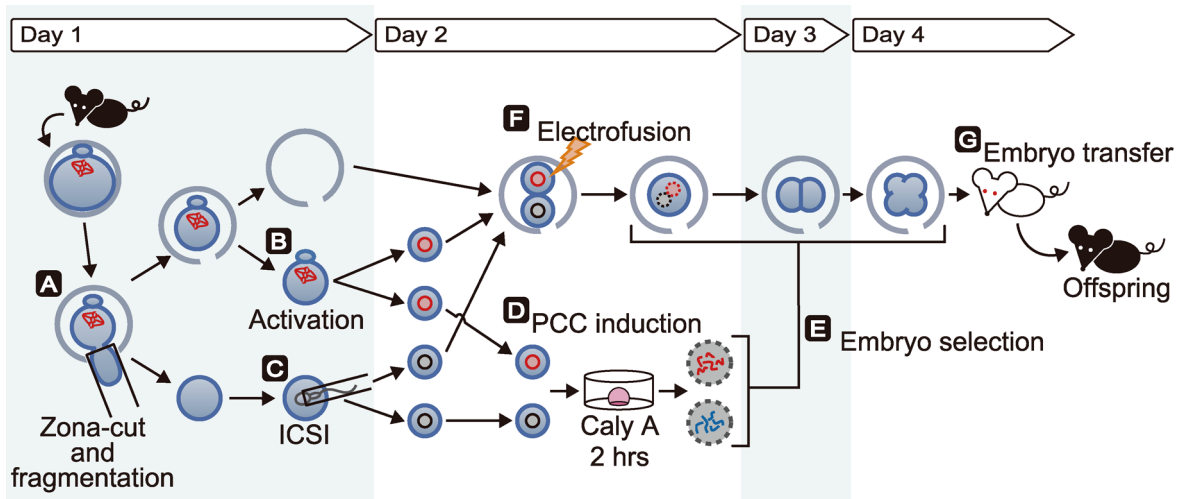 Day 1
Day 2
Day 3
Day 4
A
Zona-cut
and
fragmentation
B
Activation
C
ICSI
F
Electrofusion
D
PCC induction
Caly A
2 hrs
E
Embryo selection
G
Embryo transfer
Offspring